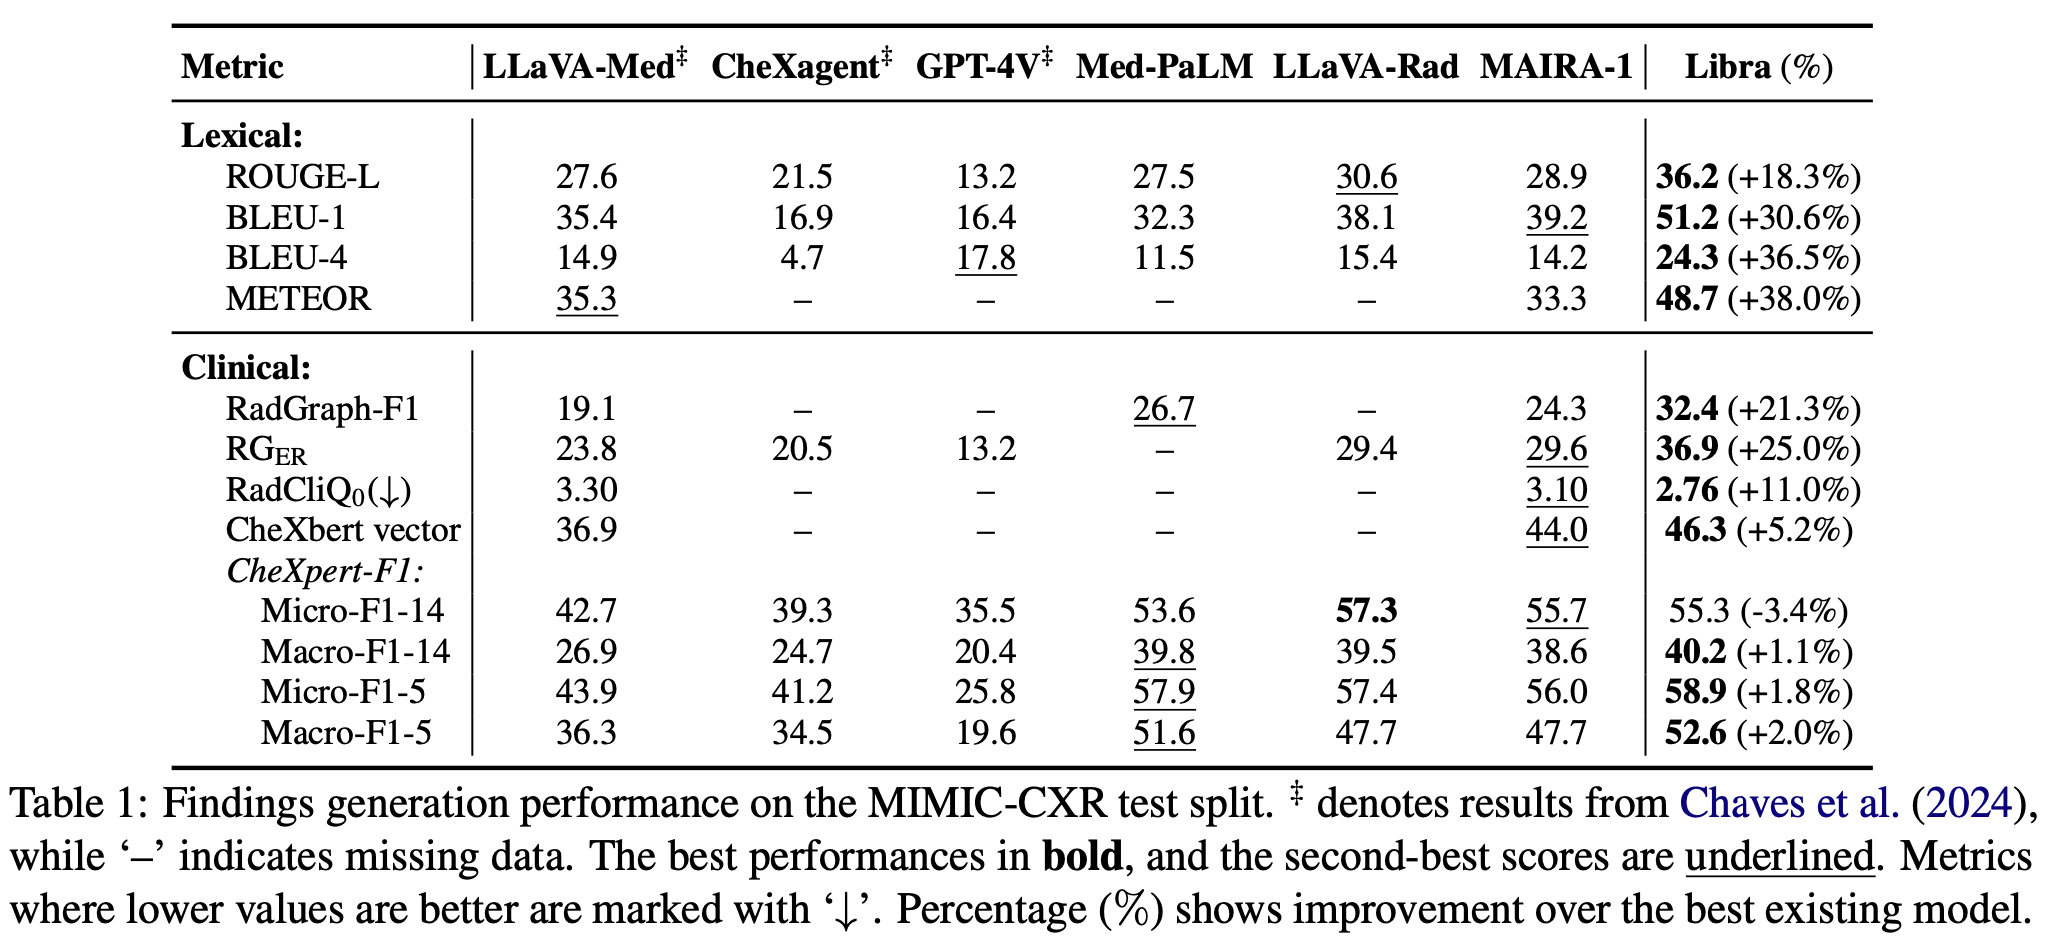 Metric LLaVA-Med‡ CheXagent‡ GPT-4V‡ Med-PaLM LLaVA-Rad MAIRA-1 Libra (%)
Lexical:
ROUGE-L 27.6 21.5 13.2 27.5 30.6 28.9 36.2 (+18.3%)
BLEU-1 35.4 16.9 16.4 32.3 38.1 39.2 51.2 (+30.6%)
BLEU-4 14.9 4.7 17.8 11.5 15.4 14.2 24.3 (+36.5%)
METEOR 35.3 – – – – 33.3 48.7 (+38.0%)
Clinical:
RadGraph-F1 19.1 – – 26.7 – 24.3 32.4 (+21.3%)
RG_ER 23.8 20.5 13.2 – 29.4 29.6 36.9 (+25.0%)
RadCliQ₀(↓) 3.30 – – – – 3.10 2.76 (+11.0%)
CheXbert vector 36.9 – – – – 44.0 46.3 (+5.2%)
CheXpert-F1:
Micro-F1-14 42.7 39.3 35.5 53.6 57.3 55.7 55.3 (-3.4%)
Macro-F1-14 26.9 24.7 20.4 39.8 39.5 38.6 40.2 (+1.1%)
Micro-F1-5 43.9 41.2 25.8 57.9 57.4 56.0 58.9 (+1.8%)
Macro-F1-5 36.3 34.5 19.6 51.6 47.7 47.7 52.6 (+2.0%)
Table 1: Findings generation performance on the MIMIC-CXR test split. ‡ denotes results from Chaves et al. (2024),
while ‘–’ indicates missing data. The best performances in bold, and the second-best scores are underlined. Metrics
where lower values are better are marked with ‘↓’. Percentage (%) shows improvement over the best existing model.